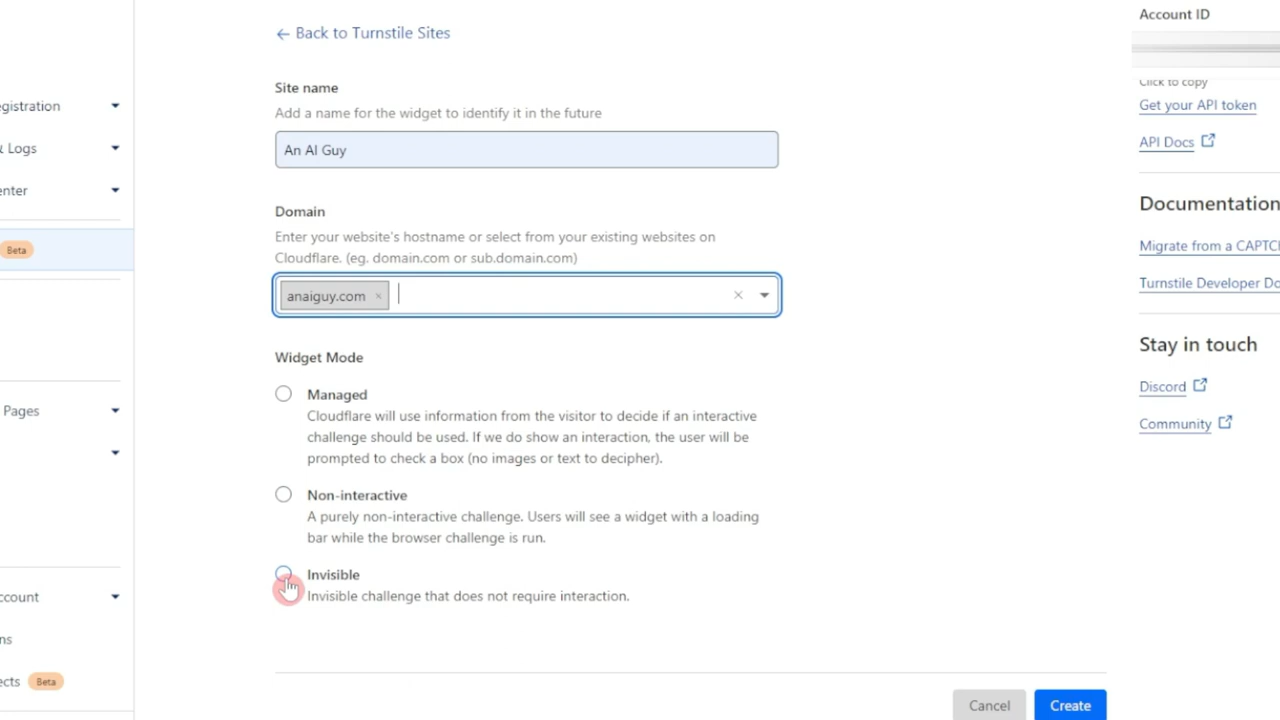 egistration
& Logs
enter
Beta
Pages
ccount
ns
ects Beta
← Back to Turnstile Sites
Site name
Add a name for the widget to identify it in the future
An AI Guy
Domain
Enter your website's hostname or select from your existing websites on
Cloudflare. (eg. domain.com or sub.domain.com)
anaiguy.com ×
Widget Mode
Managed
Cloudflare will use information from the visitor to decide if an interactive
challenge should be used. If we do show an interaction, the user will be
prompted to check a box (no images or text to decipher).
Non-interactive
A purely non-interactive challenge. Users will see a widget with a loading
bar while the browser challenge is run.
Invisible
Invisible challenge that does not require interaction.
Cancel Create
Account ID
Click to copy
Get your API token
API Docs
Documentation
Migrate from a CAPTC
Turnstile Developer Do
Stay in touch
Discord
Community